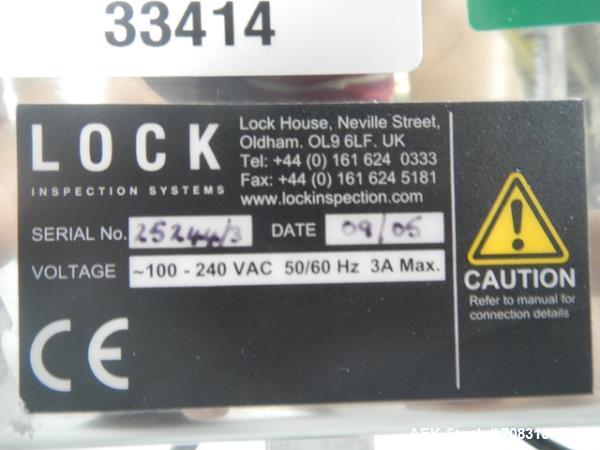 33414
LOCK
INSPECTION SYSTEMS
Lock House, Neville Street,
Oldham. OL9 6LF. UK
Tel: +44 (0) 161 624 0333
Fax: +44 (0) 161 624 5181
www.lockinspection.com
SERIAL No. 25244/3 DATE 09/05
VOLTAGE ~100 - 240 VAC 50/60 Hz 3A Max.
CE
CAUTION
Refer to manual for
connection details